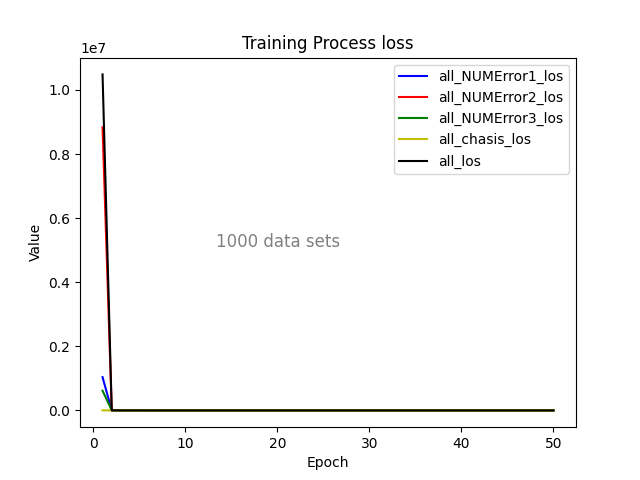 Training Process loss
1e7
1.0
0.8
0.6
0.4
0.2
0.0
Value
all_NUMError1_los
all_NUMError2_los
all_NUMError3_los
all_chasis_los
all_los
1000 data sets
0 10 20 30 40 50
Epoch